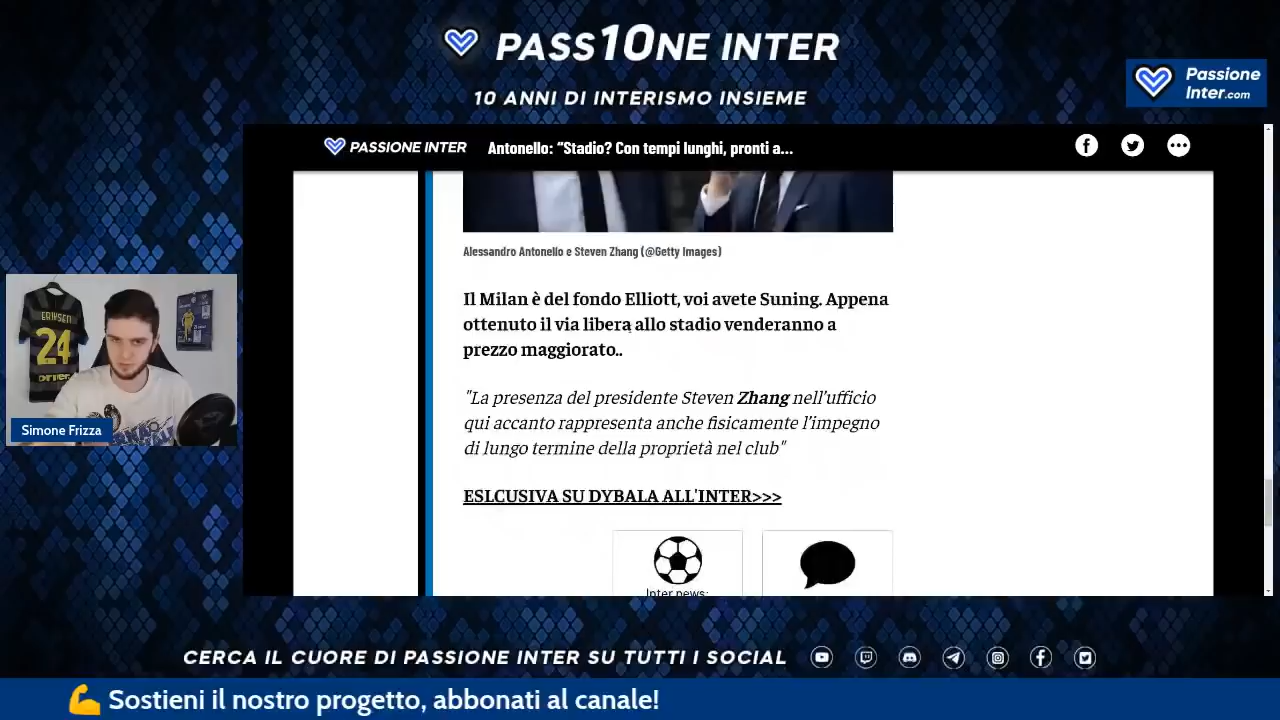 PASS10NE INTER
10 ANNI DI INTERISMO INSIEME
Passione
Inter.com
PASSIONE INTER
Antonello: “Stadio? Con tempi lunghi, pronti a...
Alessandro Antonello e Steven Zhang (@Getty Images)
Il Milan è del fondo Elliott, voi avete Suning. Appena
ottenuto il via libera allo stadio venderanno a
prezzo maggiorato..
"La presenza del presidente Steven Zhang nell’ufficio
qui accanto rappresenta anche fisicamente l’impegno
di lungo termine della proprietà nel club"
ESLCUSIVA SU DYBALA ALL'INTER>>>
Inter news:
ERIKSEN
24
Simone Frizza
CERCA IL CUORE DI PASSIONE INTER SU TUTTI I SOCIAL
Sostieni il nostro progetto, abbonati al canale!